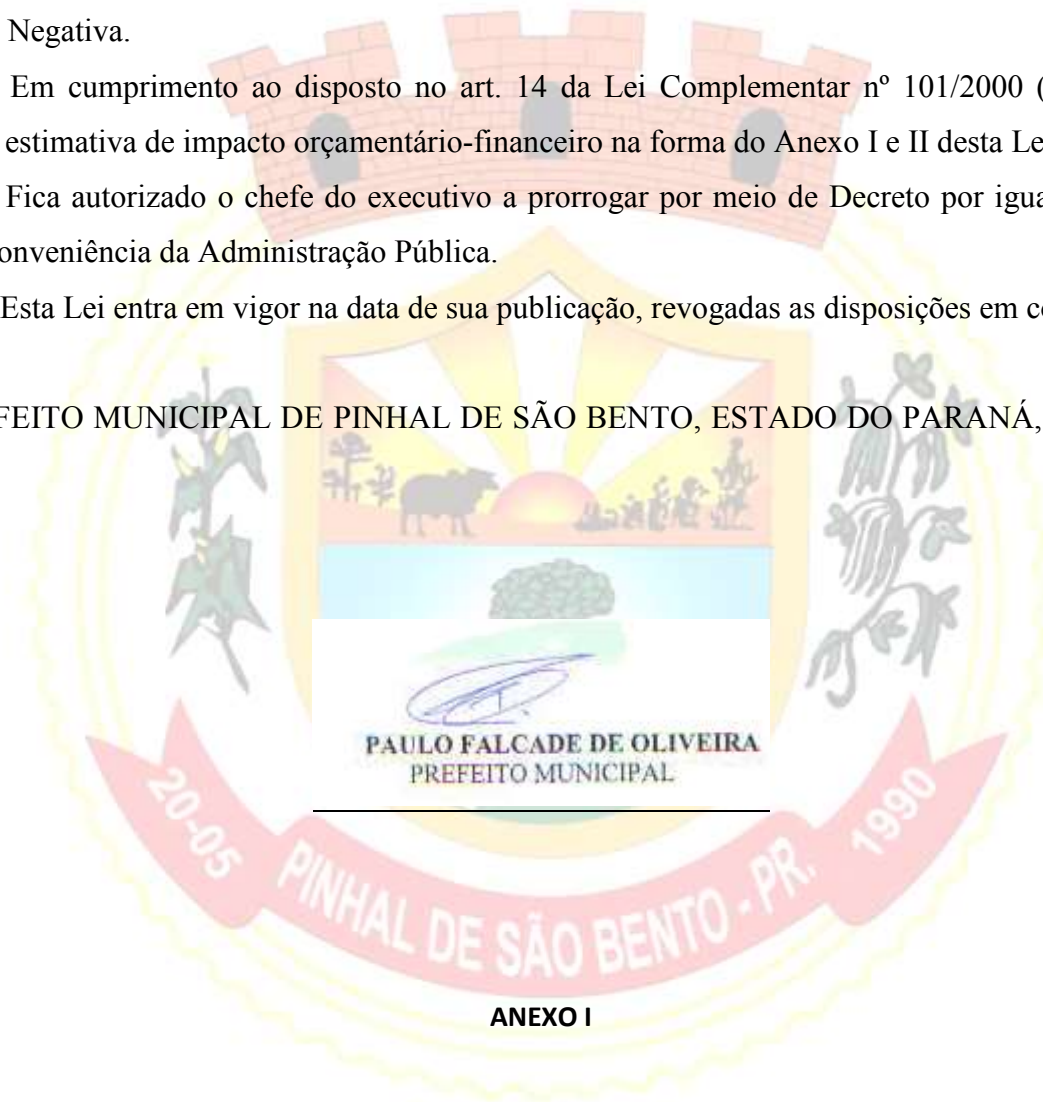 Negativa.
Em cumprimento ao disposto no art. 14 da Lei Complementar nº 101/2000 (
estimativa de impacto orçamentário-financeiro na forma do Anexo I e II desta Le
Fica autorizado o chefe do executivo a prorrogar por meio de Decreto por igua
onveniência da Administração Pública.
Esta Lei entra em vigor na data de sua publicação, revogadas as disposições em co
FEITO MUNICIPAL DE PINHAL DE SÃO BENTO, ESTADO DO PARANÁ,
PAULO FALCADE DE OLIVEIRA
PREFEITO MUNICIPAL
20-05 PINHAL DE SÃO BENTO - PR. 1990
ANEXO I